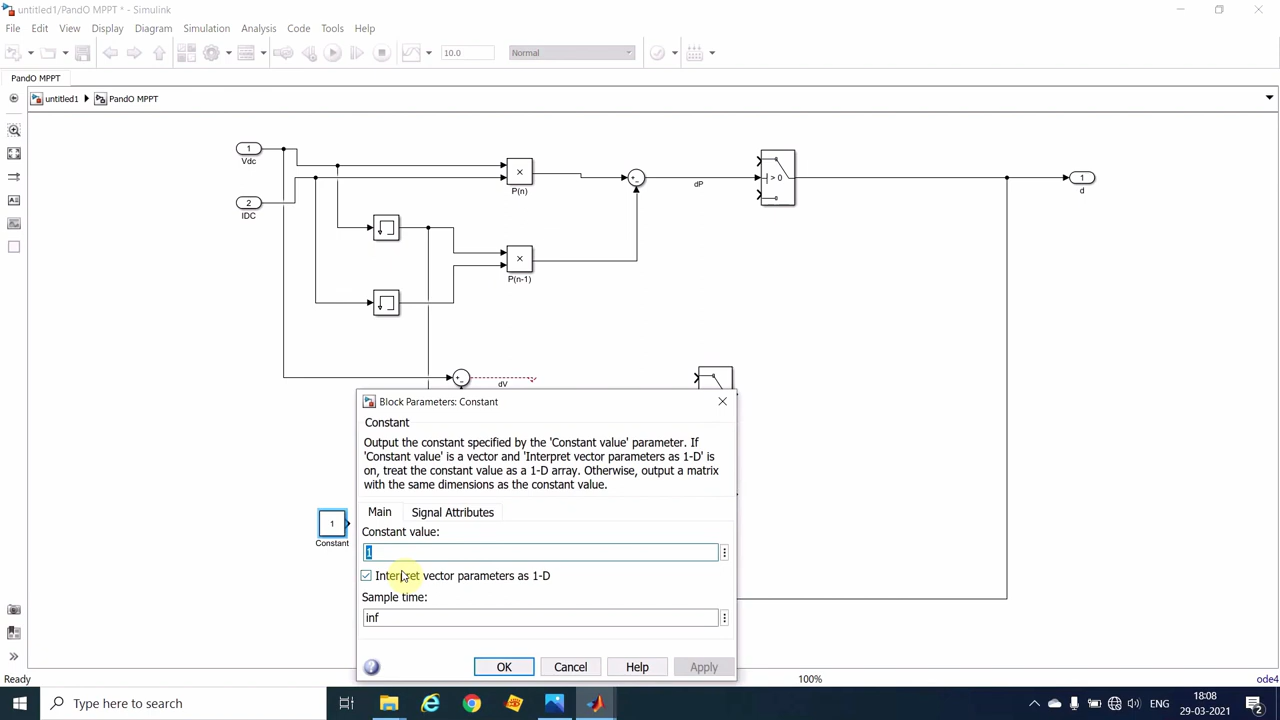 untitled1/PandO MPPT * - Simulink
File Edit View Display Diagram Simulation Analysis Code Tools Help
10.0 Normal
PandO MPPT
untitled1 PandO MPPT
1
Vdc
×
P(n)
+
-
dP
> 0
1
d
2
IDC
×
P(n-1)
+
-
dV
Block Parameters: Constant
Constant
Output the constant specified by the 'Constant value' parameter. If
'Constant value' is a vector and 'Interpret vector parameters as 1-D' is
on, treat the constant value as a 1-D array. Otherwise, output a matrix
with the same dimensions as the constant value.
Main Signal Attributes
Constant value:
1
Interpret vector parameters as 1-D
Sample time:
inf
OK Cancel Help Apply
1
Constant
Ready 100% ode4
Type here to search
ENG 18:08
29-03-2021
2